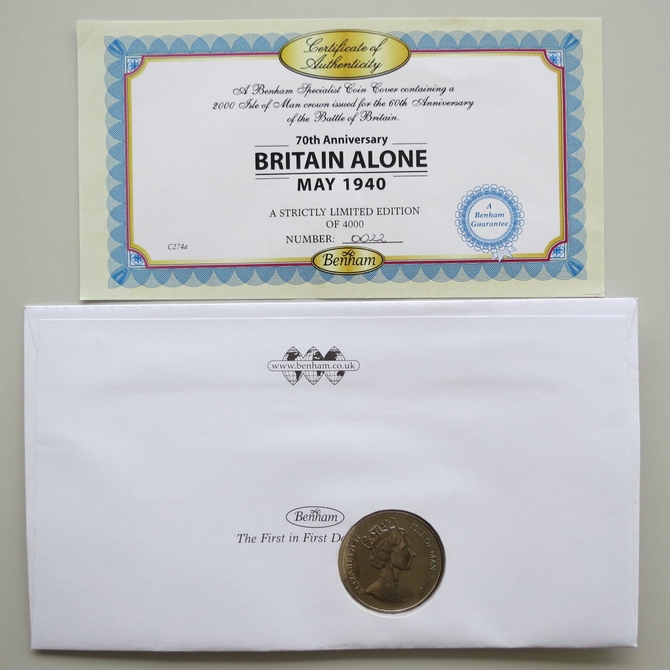 Certificate of
Authenticity
A Benham Specialist Coin Cover containing a
2000 Isle of Man crown issued for the 60th Anniversary
of the Battle of Britain.
70th Anniversary
BRITAIN ALONE
MAY 1940
A STRICTLY LIMITED EDITION
OF 4000
NUMBER: 0022
C274a
A
Benham
Guarantee
Benham
www.benham.co.uk
Benham
The First in First D
ELIZABETH II
ISLE OF MAN